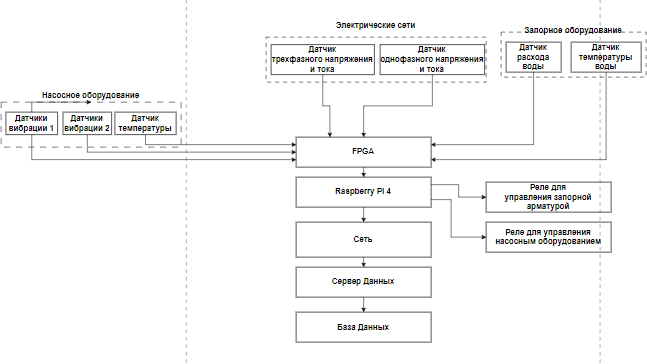 Электрические сети
Датчик
трехфазного напряжения
и тока
Датчик
однофазного напряжения
и тока
Запорное оборудование
Датчик
расхода
воды
Датчик
температуры
воды
Насосное оборудование
Датчики
вибрации 1
Датчики
вибрации 2
Датчик
температуры
FPGA
Raspberry PI 4
Реле для
управления запорной
арматурой
Реле для управления
насосным оборудованием
Сеть
Сервер Данных
База Данных